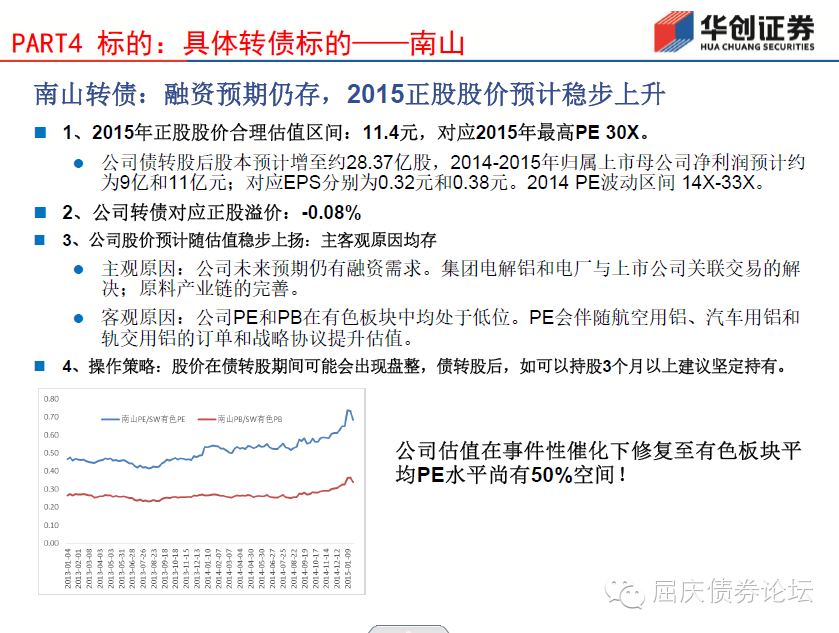 PART4 标的：具体转债标的——南山
华创证券
HUA CHUANG SECURITIES
南山转债：融资预期仍存，2015正股股价预计稳步上升
1、2015年正股股价合理估值区间：11.4元，对应2015年最高PE 30X。
公司债转股后股本预计增至约28.37亿股，2014-2015年归属上市母公司净利润预计约
为9亿和11亿元；对应EPS分别为0.32元和0.38元。2014 PE波动区间 14X-33X。
2、公司转债对应正股溢价：-0.08%
3、公司股价预计随估值稳步上扬：主客观原因均存
主观原因：公司未来预期仍有融资需求。集团电解铝和电厂与上市公司关联交易的解
决；原料产业链的完善。
客观原因：公司PE和PB在有色板块中均处于低位。PE会伴随航空用铝、汽车用铝和
轨交用铝的订单和战略协议提升估值。
4、操作策略：股价在债转股期间可能会出现盘整，债转股后，如可以持股3个月以上建议坚定持有。
0.80
0.70
0.60
0.50
0.40
0.30
0.20
0.10
0.00
南山PE/SW有色PE
南山PB/SW有色PB
2013-01-04
2013-02-01
2013-03-08
2013-04-03
2013-05-03
2013-05-31
2013-06-28
2013-07-26
2013-08-23
2013-09-18
2013-10-18
2013-11-15
2013-12-13
2014-01-10
2014-02-07
2014-03-07
2014-04-04
2014-04-30
2014-05-30
2014-06-27
2014-07-25
2014-08-22
2014-09-19
2014-10-17
2014-11-14
2014-12-12
2015-01-09
公司估值在事件性催化下修复至有色板块平
均PE水平尚有50%空间！
屈庆债券论坛